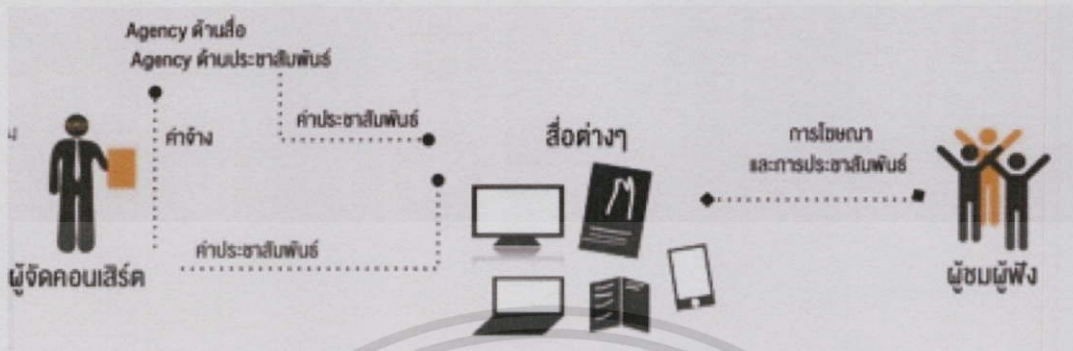 Agency ด้านสื่อ
Agency ด้านประชาสัมพันธ์
ค่าจ้าง
ค่าประชาสัมพันธ์
สื่อต่างๆ
การโฆษณา
และการประชาสัมพันธ์
ค่าประชาสัมพันธ์
ผู้จัดคอนเสิร์ต
ผู้ชมผู้ฟัง